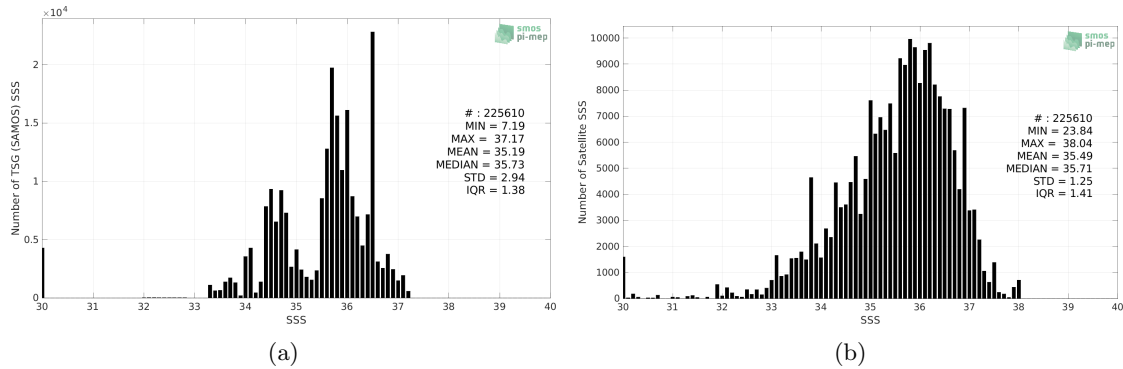 ×10^4
smos
pi-mep
2
1.5
1
0.5
0
Number of TSG (SAMOS) SSS
# : 225610
MIN = 7.19
MAX = 37.17
MEAN = 35.19
MEDIAN = 35.73
STD = 2.94
IQR = 1.38
30 31 32 33 34 35 36 37 38 39 40
SSS
(a)
smos
pi-mep
10000
9000
8000
7000
6000
5000
4000
3000
2000
1000
0
Number of Satellite SSS
# : 225610
MIN = 23.84
MAX = 38.04
MEAN = 35.49
MEDIAN = 35.71
STD = 1.25
IQR = 1.41
30 31 32 33 34 35 36 37 38 39 40
SSS
(b)